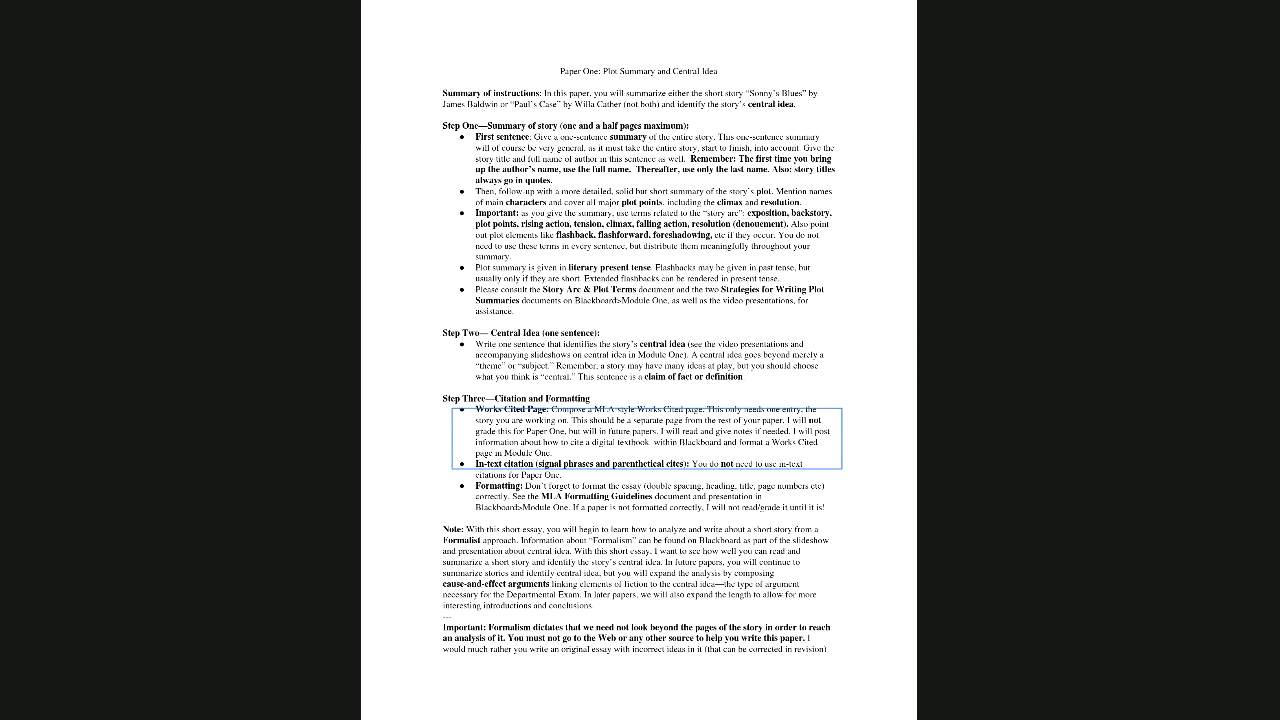 Paper One: Plot Summary and Central Idea
Summary of instructions: In this paper, you will summarize either the short story “Sonny’s Blues” by
James Baldwin or “Paul’s Case” by Willa Cather (not both) and identify the story’s central idea.
Step One—Summary of story (one and a half pages maximum):
● First sentence: Give a one-sentence summary of the entire story. This one-sentence summary
will of course be very general, as it must take the entire story, start to finish, into account. Give the
story title and full name of author in this sentence as well. Remember: The first time you bring
up the author’s name, use the full name. Thereafter, use only the last name. Also: story titles
always go in quotes.
● Then, follow-up with a more detailed, solid but short summary of the story’s plot. Mention names
of main characters and cover all major plot points, including the climax and resolution.
● Important: as you give the summary, use terms related to the “story arc”: exposition, backstory,
plot points, rising action, tension, climax, falling action, resolution (denouement). Also point
out plot elements like flashback, flashforward, foreshadowing, etc if they occur. You do not
need to use these terms in every sentence, but distribute them meaningfully throughout your
summary.
● Plot summary is given in literary present tense. Flashbacks may be given in past tense, but
usually only if they are short. Extended flashbacks can be rendered in present tense.
● Please consult the Story Arc & Plot Terms document and the two Strategies for Writing Plot
Summaries documents on Blackboard>Module One, as well as the video presentations, for
assistance.
Step Two— Central Idea (one sentence):
● Write one sentence that identifies the story’s central idea (see the video presentations and
accompanying slideshows on central idea in Module One). A central idea goes beyond merely a
“theme” or “subject.” Remember, a story may have many ideas at play, but you should choose
what you think is “central.” This sentence is a claim of fact or definition.
Step Three—Citation and Formatting
● Works Cited Page: Compose a MLA-style Works Cited page. This only needs one entry, the
story you are working on. This should be a separate page from the rest of your paper. I will not
grade this for Paper One, but will in future papers. I will read and give notes if needed. I will post
information about how to cite a digital textbook within Blackboard and format a Works Cited
page in Module One.
● In-text citation (signal phrases and parenthetical cites): You do not need to use in-text
citations for Paper One.
● Formatting: Don’t forget to format the essay (double spacing, heading, title, page numbers etc)
correctly. See the MLA Formatting Guidelines document and presentation in
Blackboard>Module One. If a paper is not formatted correctly, I will not read/grade it until it is!
Note: With this short essay, you will begin to learn how to analyze and write about a short story from a
Formalist approach. Information about “Formalism” can be found on Blackboard as part of the slideshow
and presentation about central idea. With this short essay, I want to see how well you can read and
summarize a short story and identify the story’s central idea. In future papers, you will continue to
summarize stories and identify central idea, but you will expand the analysis by composing
cause-and-effect arguments linking elements of fiction to the central idea—the type of argument
necessary for the Departmental Exam. In later papers, we will also expand the length to allow for more
interesting introductions and conclusions.
---
Important: Formalism dictates that we need not look beyond the pages of the story in order to reach
an analysis of it. You must not go to the Web or any other source to help you write this paper. I
would much rather you write an original essay with incorrect ideas in it (that can be corrected in revision)